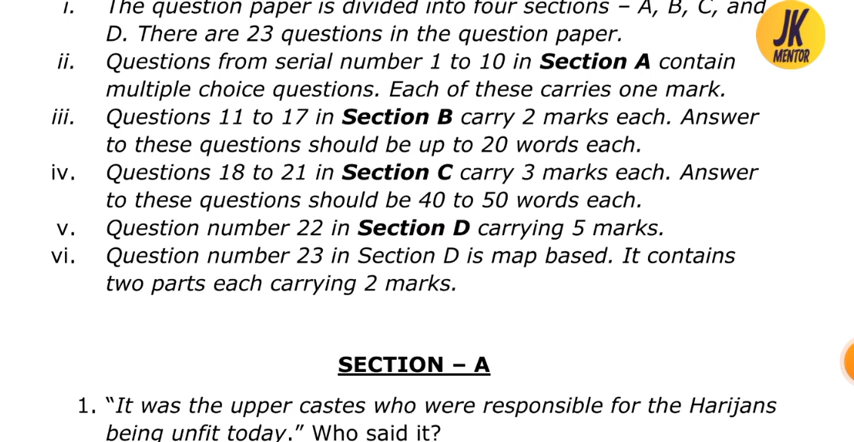 i. The question paper is divided into four sections – A, B, C, and
D. There are 23 questions in the question paper.
ii. Questions from serial number 1 to 10 in Section A contain
multiple choice questions. Each of these carries one mark.
iii. Questions 11 to 17 in Section B carry 2 marks each. Answer
to these questions should be up to 20 words each.
iv. Questions 18 to 21 in Section C carry 3 marks each. Answer
to these questions should be 40 to 50 words each.
v. Question number 22 in Section D carrying 5 marks.
vi. Question number 23 in Section D is map based. It contains
two parts each carrying 2 marks.
JK
MENTOR
SECTION – A
1. “It was the upper castes who were responsible for the Harijans
being unfit today.” Who said it?